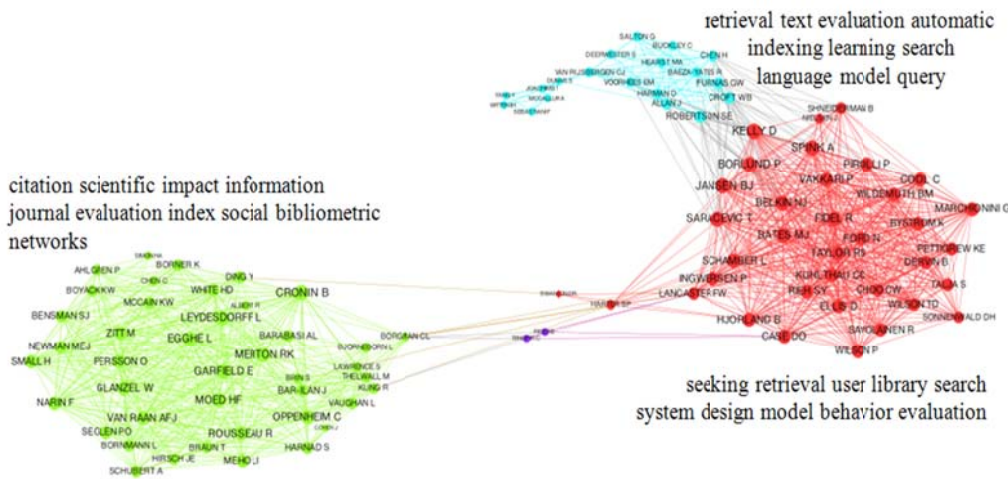 retrieval text evaluation automatic
indexing learning search
language model query
SALTON G
BUCKLEY C
CHEN H
DEERWESTER S
HEARST MA
VAN RIJSBERGEN CJ
BAEZA-YATES R
VOORHEES EM
FURNAS GW
HARMAN D
CROFT WB
ALLAN J
ROBERTSON SE
SHNEIDERMAN B
KELLY D
SPINK A
BORLUND P
PIROLLI P
COOL C
JANSEN BJ
VAKKARI P
WILDEMUTH BM
BELKIN NJ
MARCHIONINI G
SARACEVIC T
FIDEL R
BYSTROM K
BATES MJ
FORD N
PETTIGREW KE
TAYLOR RS
SCHAMBER L
DERVIN B
KUHLTHAU CC
INGWERSEN P
RIEH SY
CHOO CW
TALJA S
LANCASTER FW
ELLIS D
WILSON TD
HJORLAND B
SAVOLAINEN R
SONNENWALD DH
CASE DO
WILSON P
HARTER SP
seeking retrieval user library search
system design model behavior evaluation
citation scientific impact information
journal evaluation index social bibliometric
networks
AHLGREN P
BORNER K
CHEN C
DING Y
BOYACK KW
WHITE HD
CRONIN B
MCCAIN KW
ALBERT R
BENSMAN SJ
LEYDESDORFF L
ZITT M
EGGHE L
BARABASI AL
BORGMAN CL
NEWMAN MEJ
MERTON RK
BJORNEBORN L
SMALL H
PERSSON O
GARFIELD E
LAWRENCE S
BRIN S
THELWALL M
GLANZEL W
BAR-ILAN J
KLING R
NARIN F
MOED HF
VAUGHAN L
VAN RAAN AFJ
OPPENHEIM C
SEGLEN PO
ROUSSEAU R
BORNMANN L
BRAUN T
HARNAD S
HIRSCH JE
MEHO LI
SCHUBERT A